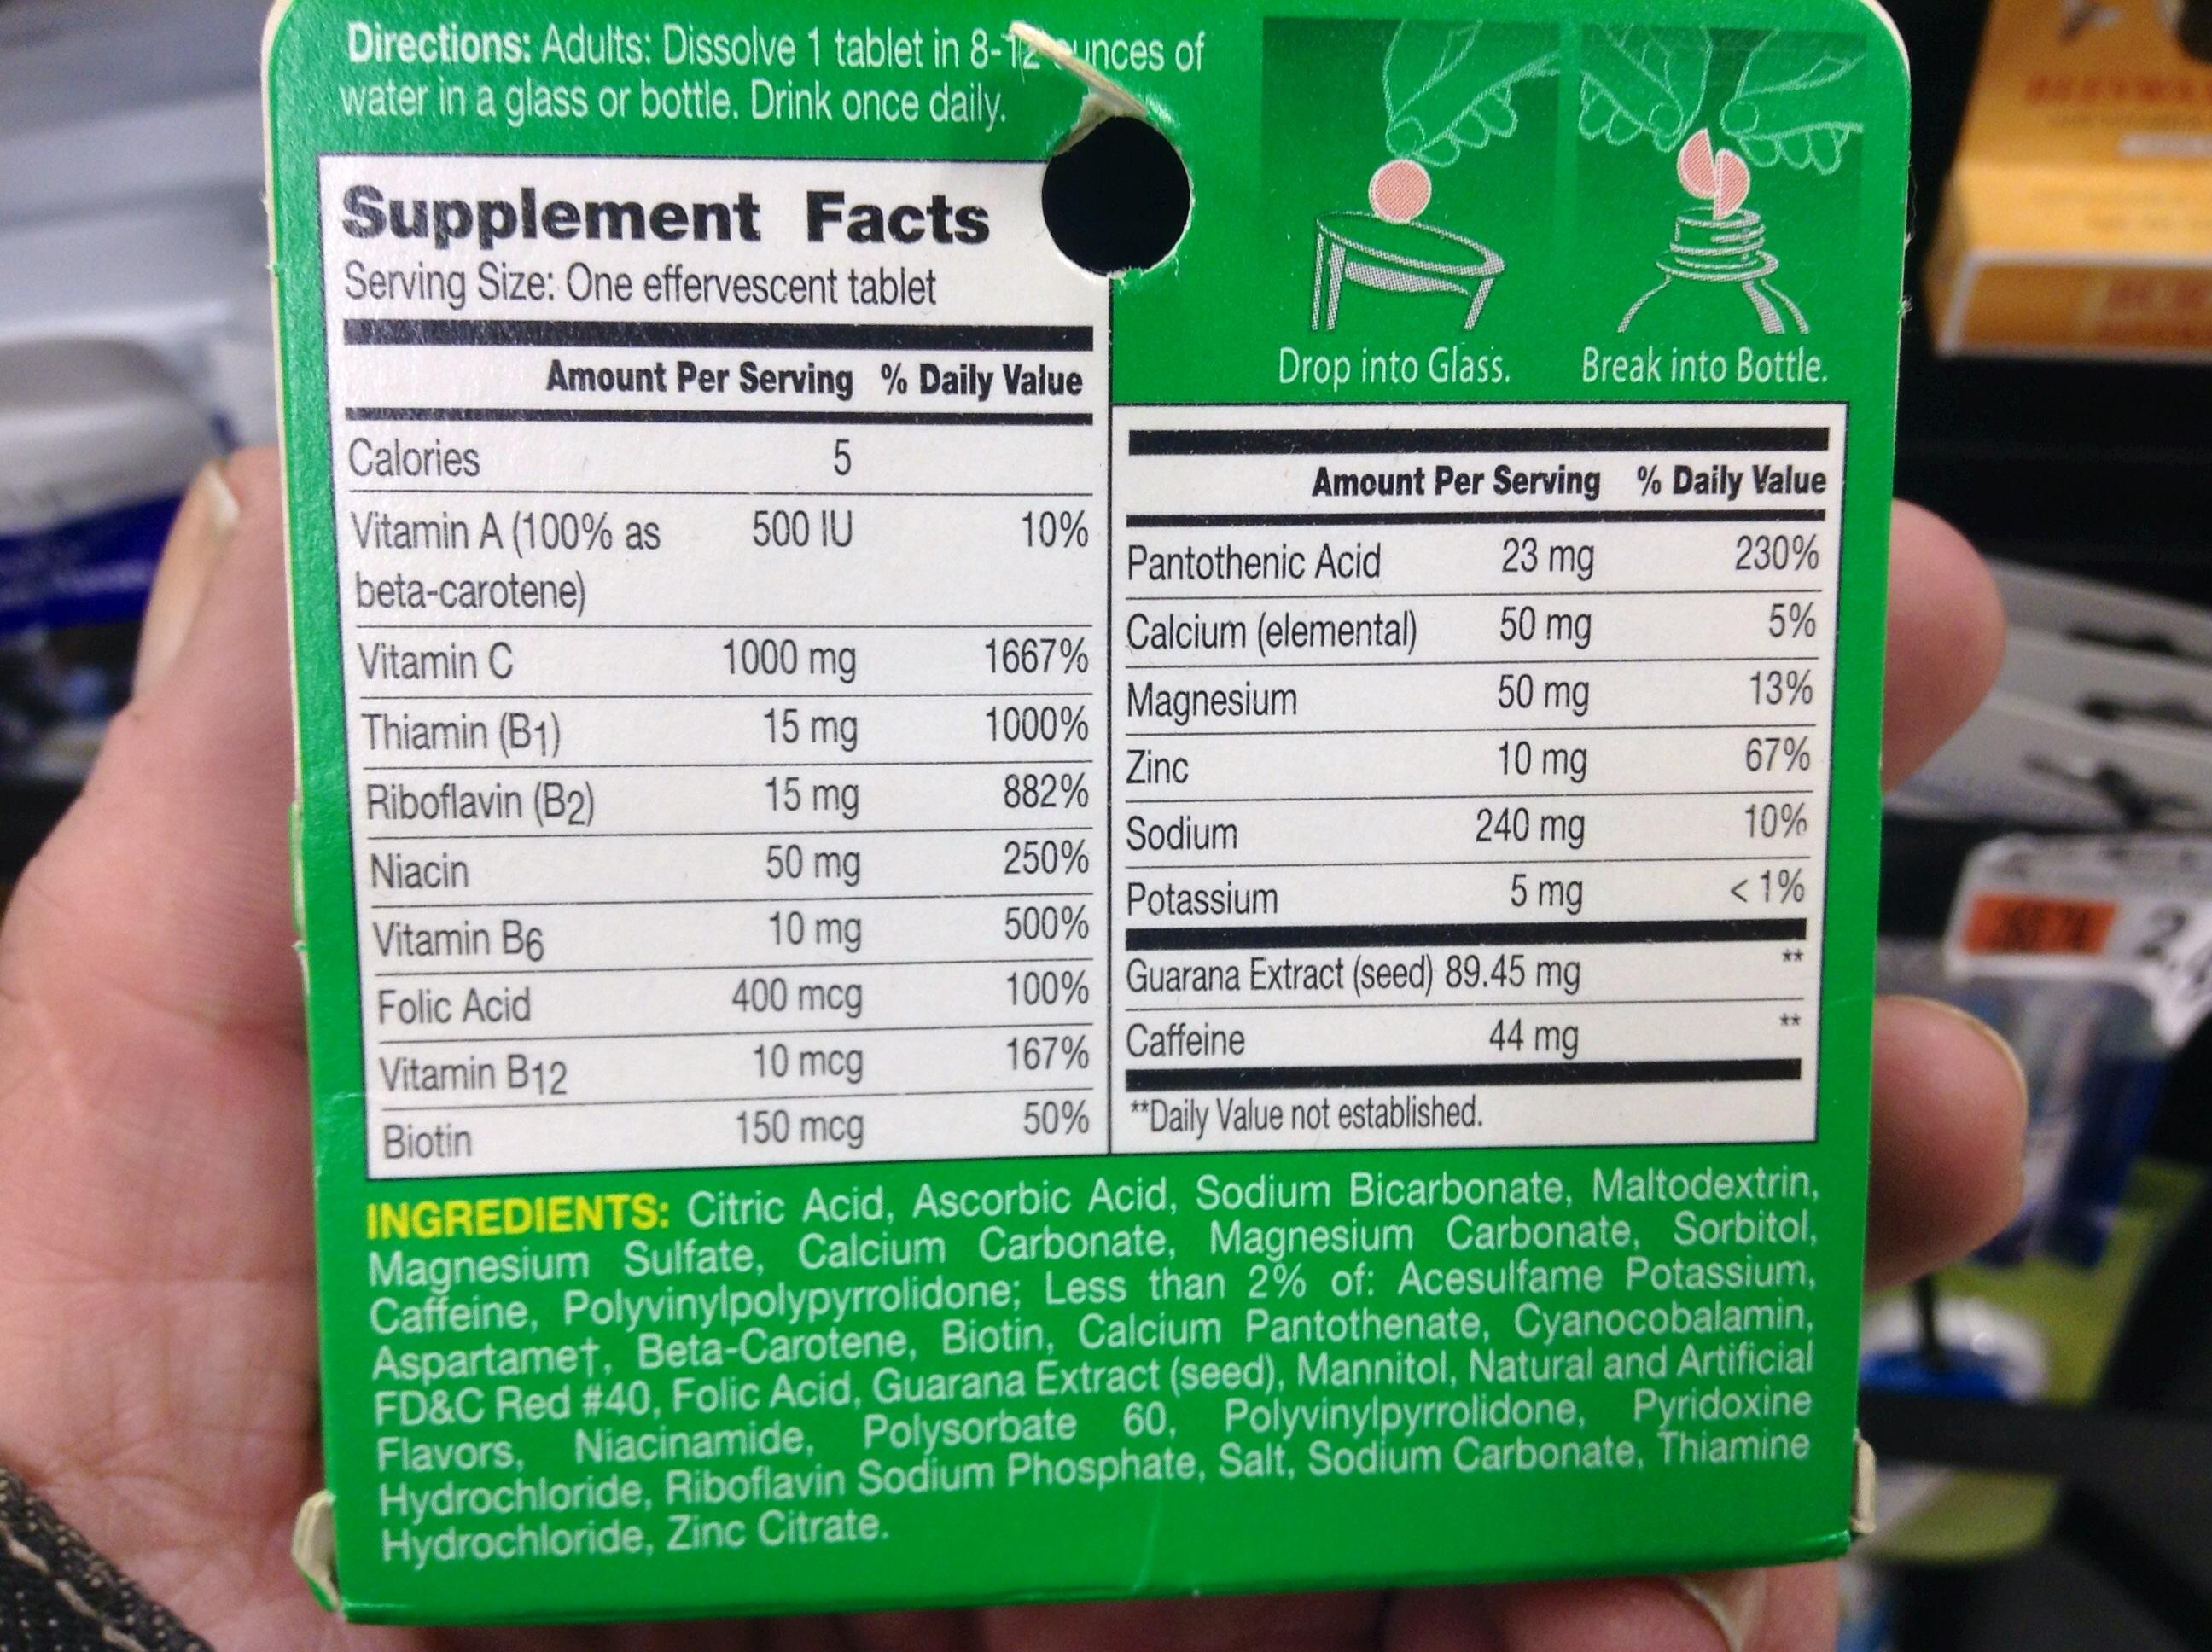 Directions: Adults: Dissolve 1 tablet in 8-12 ounces of
water in a glass or bottle. Drink once daily.
Supplement Facts
Serving Size: One effervescent tablet
Amount Per Serving % Daily Value
Calories 5
Vitamin A (100% as 500 IU 10%
beta-carotene)
Vitamin C 1000 mg 1667%
Thiamin (B1) 15 mg 1000%
Riboflavin (B2) 15 mg 882%
Niacin 50 mg 250%
Vitamin B6 10 mg 500%
Folic Acid 400 mcg 100%
Vitamin B12 10 mcg 167%
Biotin 150 mcg 50%
Drop into Glass. Break into Bottle.
Amount Per Serving % Daily Value
Pantothenic Acid 23 mg 230%
Calcium (elemental) 50 mg 5%
Magnesium 50 mg 13%
Zinc 10 mg 67%
Sodium 240 mg 10%
Potassium 5 mg < 1%
Guarana Extract (seed) 89.45 mg **
Caffeine 44 mg **
**Daily Value not established.
INGREDIENTS: Citric Acid, Ascorbic Acid, Sodium Bicarbonate, Maltodextrin,
Magnesium Sulfate, Calcium Carbonate, Magnesium Carbonate, Sorbitol,
Caffeine, Polyvinylpolypyrrolidone; Less than 2% of: Acesulfame Potassium,
Aspartame†, Beta-Carotene, Biotin, Calcium Pantothenate, Cyanocobalamin,
FD&C Red #40, Folic Acid, Guarana Extract (seed), Mannitol, Natural and Artificial
Flavors, Niacinamide, Polysorbate 60, Polyvinylpyrrolidone, Pyridoxine
Hydrochloride, Riboflavin Sodium Phosphate, Salt, Sodium Carbonate, Thiamine
Hydrochloride, Zinc Citrate.